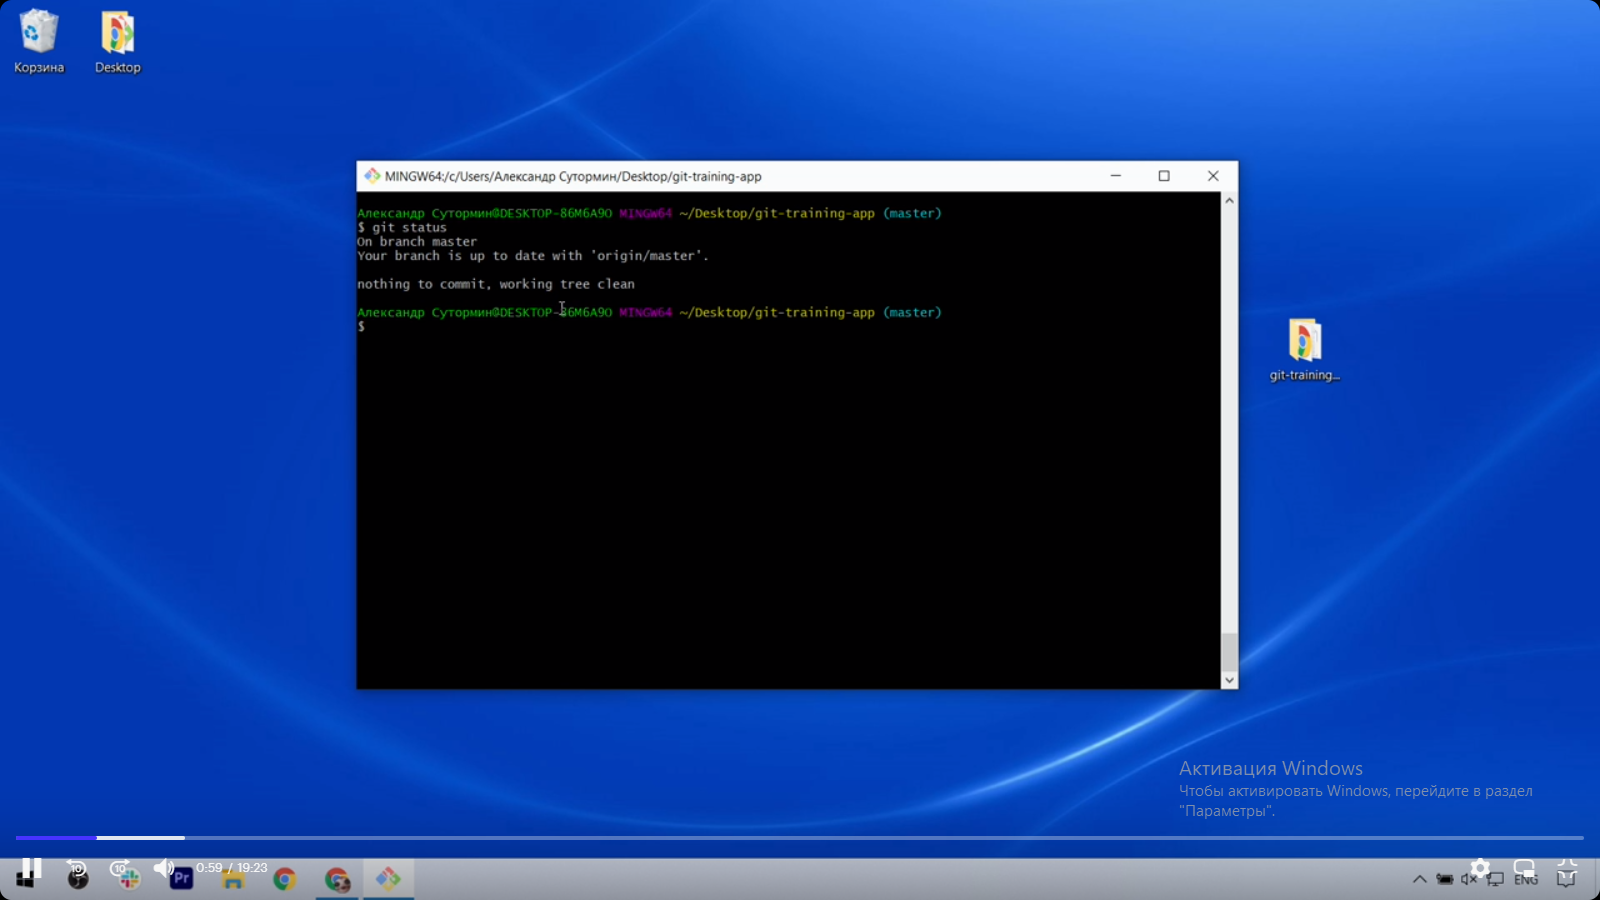 Корзина
Desktop
MINGW64:/c/Users/Александр Сутормин/Desktop/git-training-app
Александр Сутормин@DESKTOP-86M6A90 MINGW64 ~/Desktop/git-training-app (master)
$ git status
On branch master
Your branch is up to date with 'origin/master'.
nothing to commit, working tree clean
Александр Сутормин@DESKTOP-86M6A90 MINGW64 ~/Desktop/git-training-app (master)
$
git-training...
Активация Windows
Чтобы активировать Windows, перейдите в раздел
"Параметры".
10
10
Pr
0:59 / 19:23
ENG